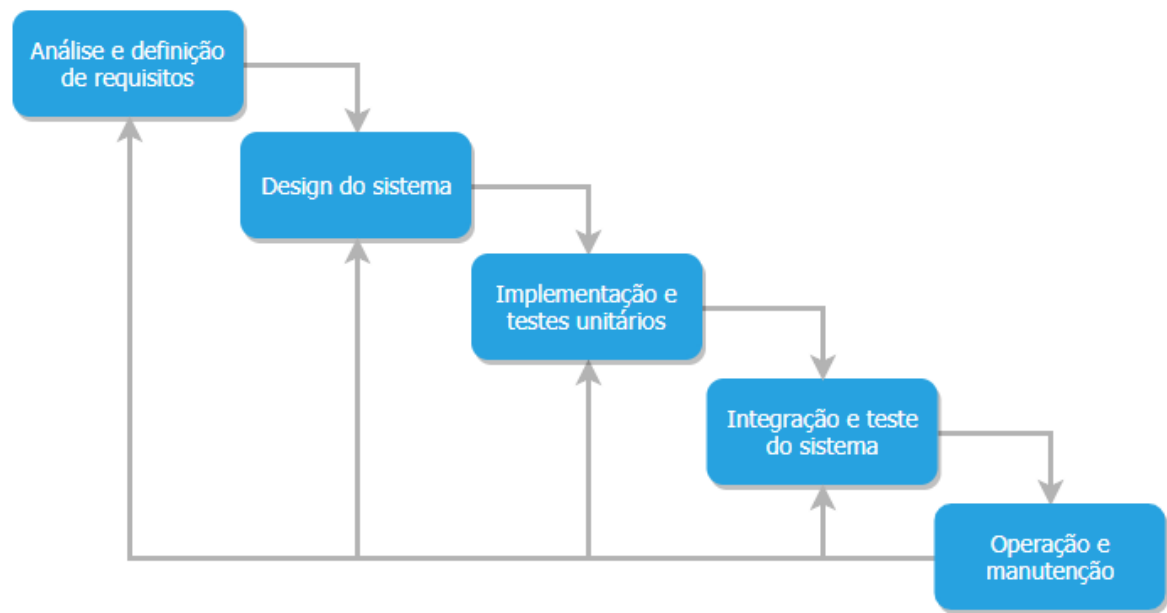 Análise e definição
de requisitos
Design do sistema
Implementação e
testes unitários
Integração e teste
do sistema
Operação e
manutenção